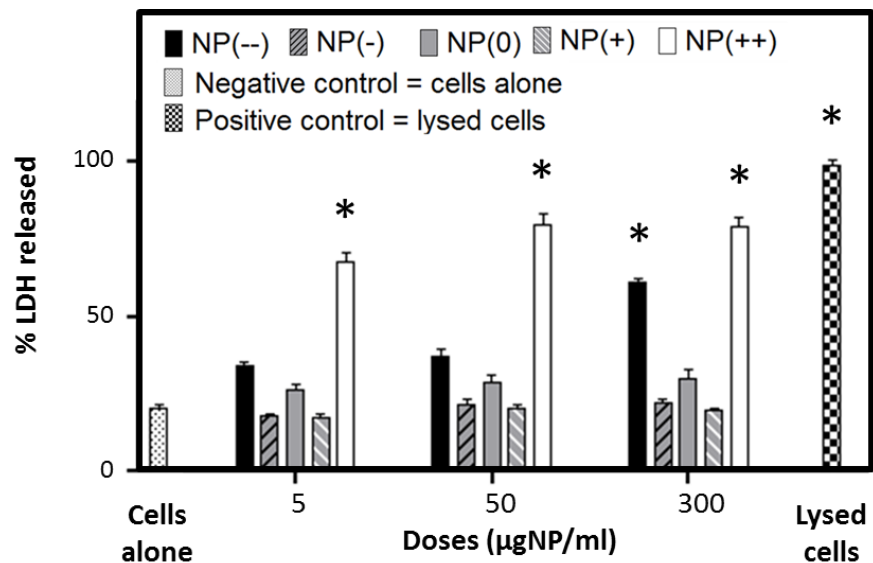 NP(--) NP(-) NP(0) NP(+) NP(++)
Negative control = cells alone
Positive control = lysed cells
*
* * * *
100
50
0
% LDH released
5 50 300
Cells alone
Doses (µgNP/ml)
Lysed cells